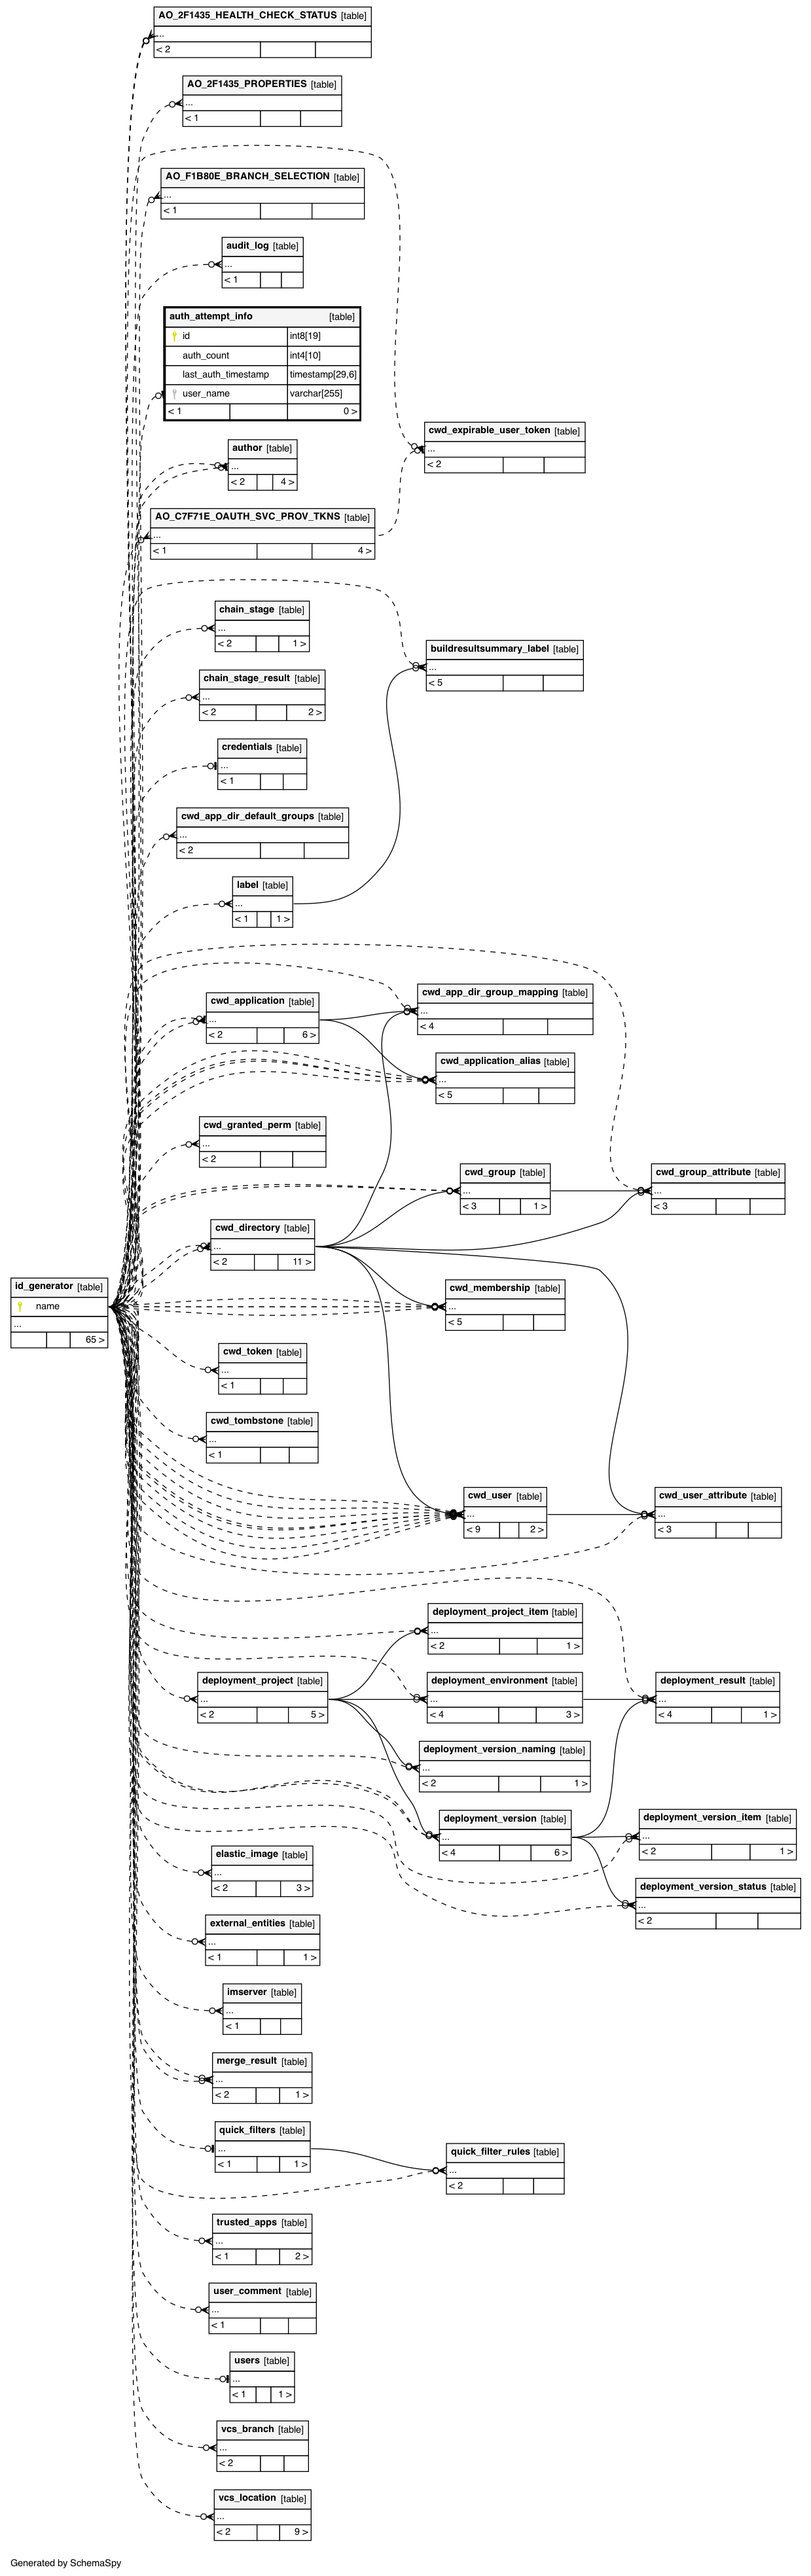 AO_2F1435_HEALTH_CHECK_STATUS [table]
...
< 2
AO_2F1435_PROPERTIES [table]
...
< 1
AO_F1B80E_BRANCH_SELECTION [table]
...
< 1
audit_log [table]
...
< 1
auth_attempt_info [table]
id int8[19]
auth_count int4[10]
last_auth_timestamp timestamp[29,6]
user_name varchar[255]
< 1 0 >
cwd_expirable_user_token [table]
...
< 2
author [table]
...
< 2 4 >
AO_C7F71E_OAUTH_SVC_PROV_TKNS [table]
...
< 1 4 >
chain_stage [table]
...
< 2 1 >
buildresultsummary_label [table]
...
< 5
chain_stage_result [table]
...
< 2 2 >
credentials [table]
...
< 1
cwd_app_dir_default_groups [table]
...
< 2
label [table]
...
< 1 1 >
cwd_app_dir_group_mapping [table]
...
< 4
cwd_application [table]
...
< 2 6 >
cwd_application_alias [table]
...
< 5
cwd_granted_perm [table]
...
< 2
cwd_group [table]
...
< 3 1 >
cwd_group_attribute [table]
...
< 3
cwd_directory [table]
...
< 2 11 >
id_generator [table]
name
...
65 >
cwd_membership [table]
...
< 5
cwd_token [table]
...
< 1
cwd_tombstone [table]
...
< 1
cwd_user [table]
...
< 9 2 >
cwd_user_attribute [table]
...
< 3
deployment_project_item [table]
...
< 2 1 >
deployment_project [table]
...
< 2 5 >
deployment_environment [table]
...
< 4 3 >
deployment_result [table]
...
< 4 1 >
deployment_version_naming [table]
...
< 2 1 >
deployment_version [table]
...
< 4 6 >
deployment_version_item [table]
...
< 2 1 >
elastic_image [table]
...
< 2 3 >
deployment_version_status [table]
...
< 2
external_entities [table]
...
< 1 1 >
imserver [table]
...
< 1
merge_result [table]
...
< 2 1 >
quick_filters [table]
...
< 1 1 >
quick_filter_rules [table]
...
< 2
trusted_apps [table]
...
< 1 2 >
user_comment [table]
...
< 1
users [table]
...
< 1 1 >
vcs_branch [table]
...
< 2
vcs_location [table]
...
< 2 9 >
Generated by SchemaSpy